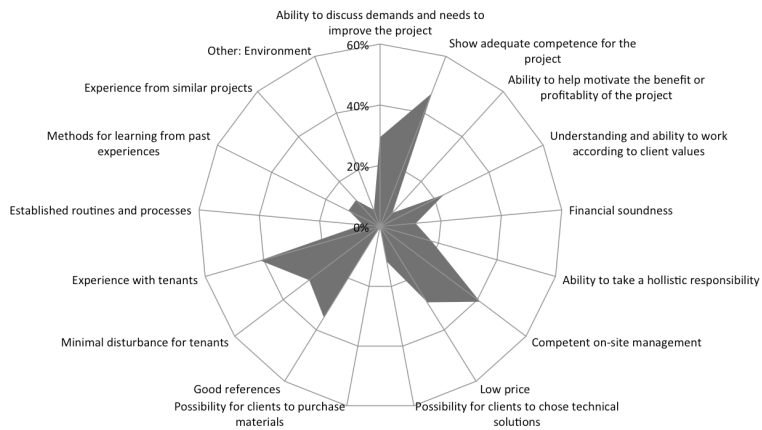 Ability to discuss demands and needs to
improve the project
60%
Show adequate competence for the
project
Other: Environment
Ability to help motivate the benefit or
profitablity of the project
Experience from similar projects
40%
Methods for learning from past
experiences
Understanding and ability to work
according to client values
20%
Established routines and processes
Financial soundness
0%
Experience with tenants
Ability to take a hollistic responsibility
Minimal disturbance for tenants
Competent on-site management
Good references
Low price
Possibility for clients to purchase
materials
Possibility for clients to chose technical
solutions